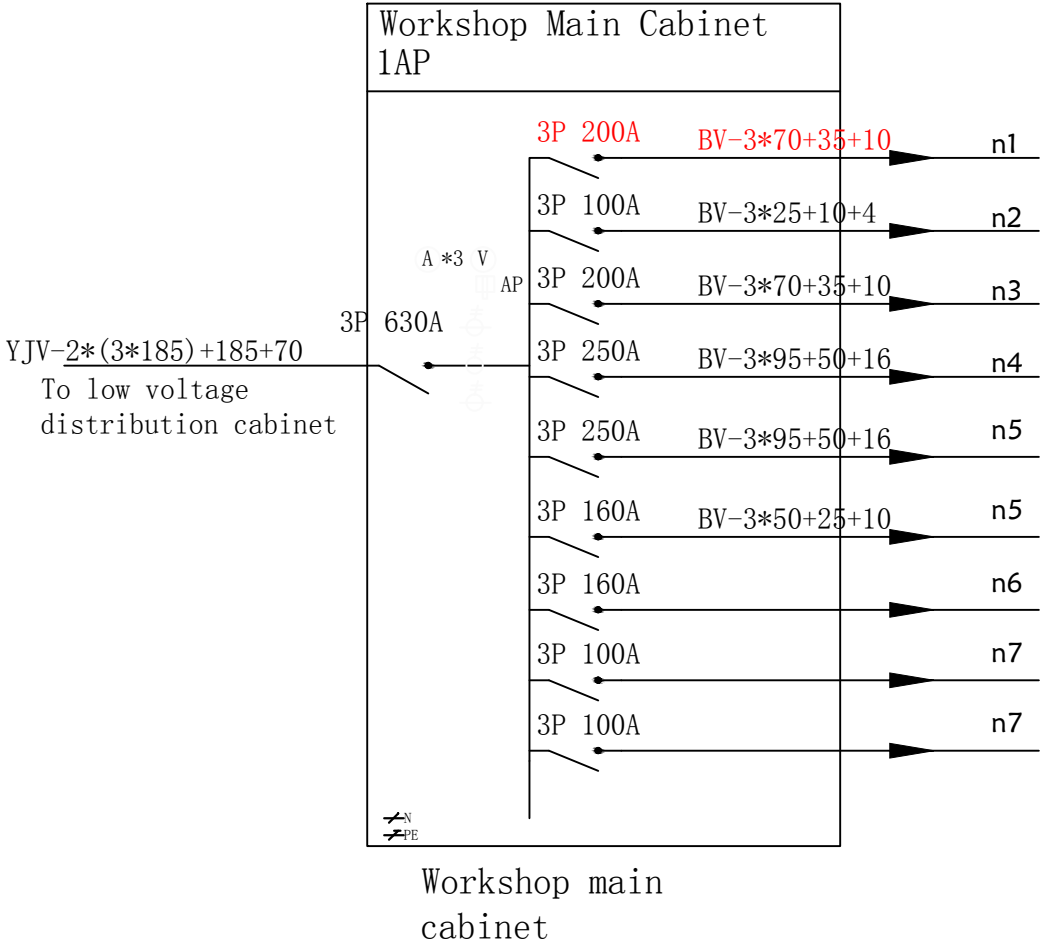 Workshop Main Cabinet
1AP
3P 200A BV-3*70+35+10 n1
3P 100A BV-3*25+10+4 n2
A *3 V
AP 3P 200A BV-3*70+35+10 n3
3P 630A
3P 250A BV-3*95+50+16 n4
YJV-2*(3*185)+185+70
To low voltage
distribution cabinet
3P 250A BV-3*95+50+16 n5
3P 160A BV-3*50+25+10 n5
3P 160A n6
3P 100A n7
3P 100A n7
N
PE
Workshop main
cabinet